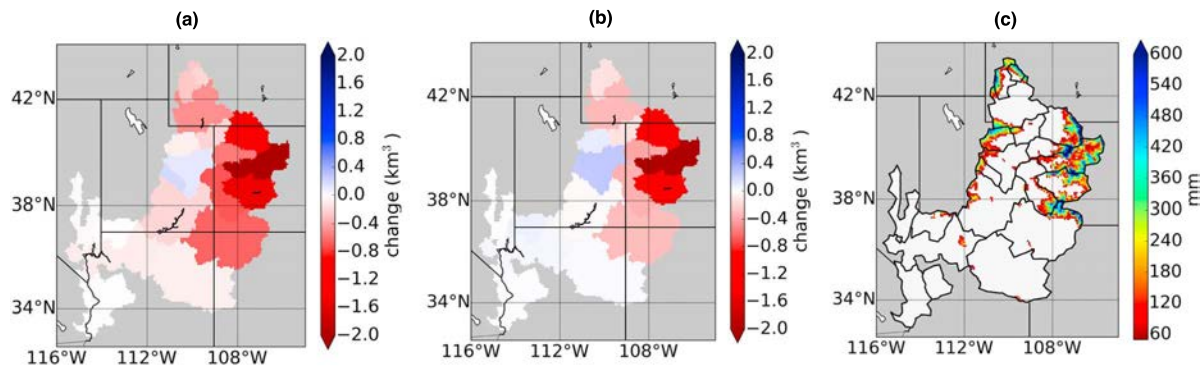 (a)
(b)
(c)
42°N
38°N
34°N
116°W
112°W
108°W
2.0
1.6
1.2
0.8
0.4
0.0
−0.4
−0.8
−1.2
−1.6
−2.0
change (km³)
42°N
38°N
34°N
116°W
112°W
108°W
2.0
1.6
1.2
0.8
0.4
0.0
−0.4
−0.8
−1.2
−1.6
−2.0
change (km³)
42°N
38°N
34°N
116°W
112°W
108°W
600
540
480
420
360
300
240
180
120
60
mm